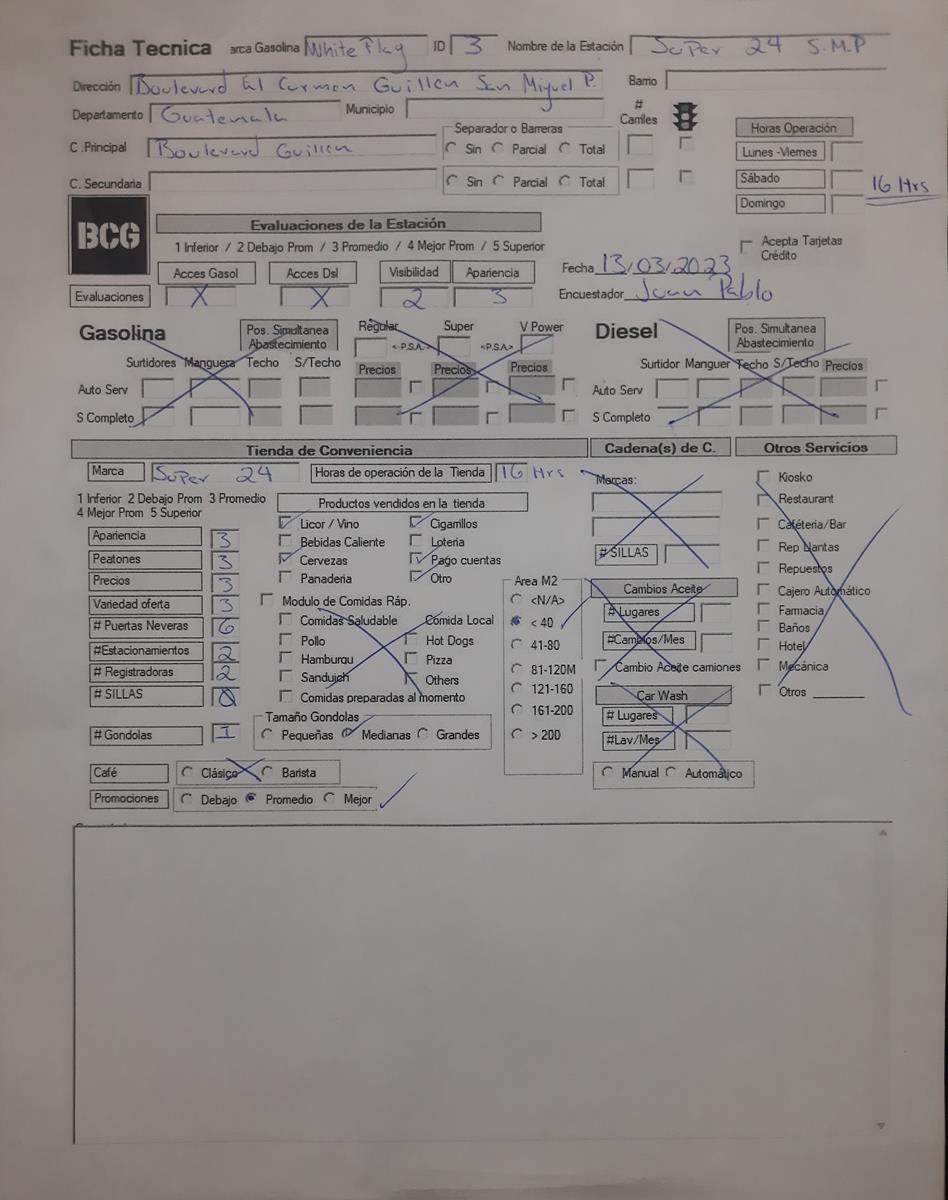 Ficha Tecnica arca Gasolina White Flag ID 3 Nombre de la Estación Super 24 S.M.P
Dirección Boulevard El Carmen Guillen San Miguel P. Barrio
Departamento Guatemala Municipio # Carriles
C .Principal Boulevard Guillen Separador o Barreras Sin Parcial Total Horas Operación
Lunes -Viernes
C. Secundaria Sin Parcial Total Sábado 16 Hrs
Domingo
BCG Evaluaciones de la Estación
1 Inferior / 2 Debajo Prom / 3 Promedio / 4 Mejor Prom / 5 Superior Acepta Tarjetas Crédito
Acces Gasol Acces Dsl Visibilidad Apariencia Fecha 13/03/2023
Evaluaciones X X 2 3 Encuestador Juan Pablo
Gasolina Pos. Simultanea Abastecimiento Regular <-P.S.A.> Super <-P.S.A.> V Power Diesel Pos. Simultanea Abastecimiento
Surtidores Manguera Techo S/Techo Precios Precios Precios Surtidor Manguer Techo S/Techo Precios
Auto Serv Auto Serv
S Completo S Completo
Tienda de Conveniencia Cadena(s) de C. Otros Servicios
Marca Super 24 Horas de operación de la Tienda 16 Hrs Marcas: Kiosko
1 Inferior 2 Debajo Prom 3 Promedio Productos vendidos en la tienda Restaurant
4 Mejor Prom 5 Superior
Apariencia 3 Licor / Vino Cigarrillos Cafétería/Bar
Bebidas Caliente Loteria
Peatones 3 Cervezas Pago cuentas # SILLAS Rep Llantas
Precios 3 Panaderia Otro Area M2 Repuestos
Variedad oferta 3 Modulo de Comidas Ráp. <N/A> Cambios Aceite Cajero Automático
# Puertas Neveras 6 Comidas Saludable Comida Local < 40 # Lugares Farmacia
Pollo Hot Dogs 41-80 #Cambios/Mes Baños
#Estacionamientos 2 Hamburgu Pizza Hotel
# Registradoras 2 Sanduich Others 81-120M Cambio Aceite camiones Mecánica
# SILLAS 0 Comidas preparadas al momento 121-160 Car Wash Otros
Tamaño Gondolas 161-200 # Lugares
# Gondolas 1 Pequeñas Medianas Grandes > 200 #Lav/Mes
Café Clásico Barista Manual Automático
Promociones Debajo Promedio Mejor